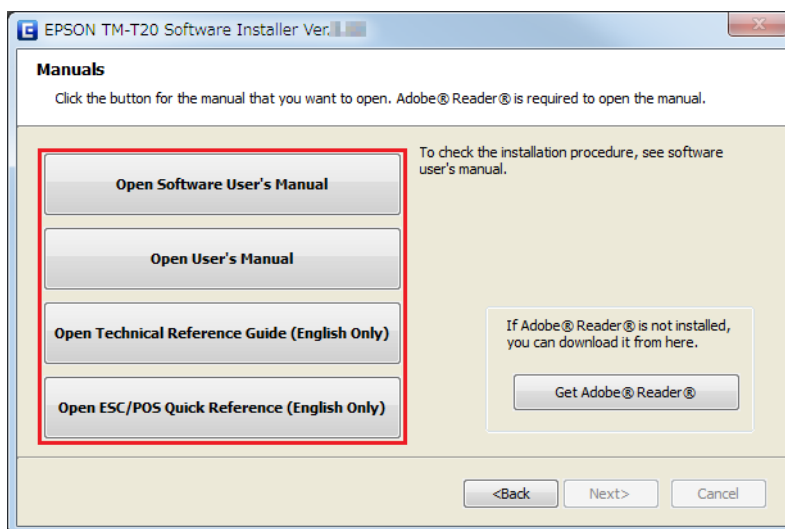 EPSON TM-T20 Software Installer Ver.
Manuals
Click the button for the manual that you want to open. Adobe® Reader® is required to open the manual.
Open Software User's Manual
Open User's Manual
Open Technical Reference Guide (English Only)
Open ESC/POS Quick Reference (English Only)
To check the installation procedure, see software
user's manual.
If Adobe® Reader® is not installed,
you can download it from here.
Get Adobe® Reader®
<Back
Next>
Cancel